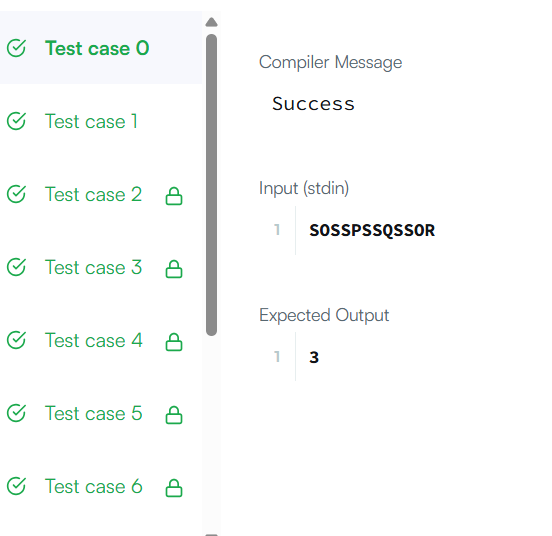 Test case 0
Test case 1
Test case 2
Test case 3
Test case 4
Test case 5
Test case 6
Compiler Message
Success
Input (stdin)
1 SOSSPSSQSSOR
Expected Output
1 3